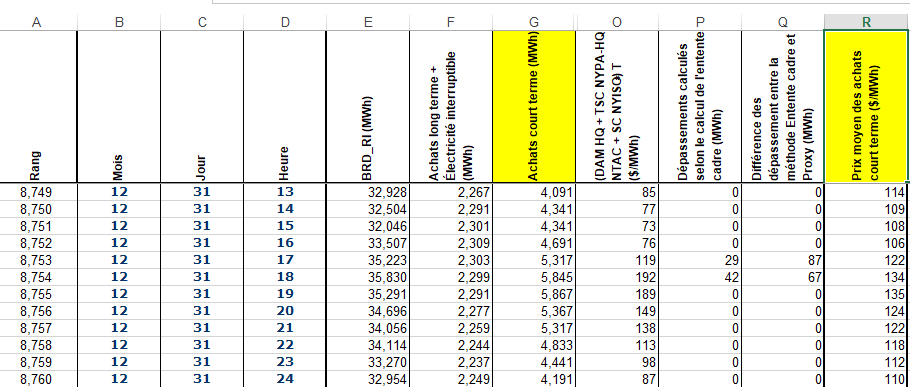 A B C D E F G O P Q R
Rang
Mois
Jour
Heure
BRD_RI (MWh)
Achats long terme +
Électricité interruptible
(MWh)
Achats court terme (MWh)
(DAM HQ + TSC NYPA-HQ
NTAC + SC NYISO) T
($/MWh)
Dépassements calculés
selon le calcul de l'entente
cadre (MWh)
Différence des
dépassement entre la
méthode Entente cadre et
Proxy (MWh)
Prix moyen des achats
court terme ($/MWh)
8,749 12 31 13 32,928 2,267 4,091 85 0 0 114
8,750 12 31 14 32,504 2,291 4,341 77 0 0 109
8,751 12 31 15 32,046 2,301 4,341 73 0 0 108
8,752 12 31 16 33,507 2,309 4,691 76 0 0 106
8,753 12 31 17 35,223 2,303 5,317 119 29 87 122
8,754 12 31 18 35,830 2,299 5,845 192 42 67 134
8,755 12 31 19 35,291 2,291 5,867 189 0 0 135
8,756 12 31 20 34,696 2,277 5,367 149 0 0 124
8,757 12 31 21 34,056 2,259 5,317 138 0 0 122
8,758 12 31 22 34,114 2,244 4,833 113 0 0 118
8,759 12 31 23 33,270 2,237 4,441 98 0 0 112
8,760 12 31 24 32,954 2,249 4,191 87 0 0 110